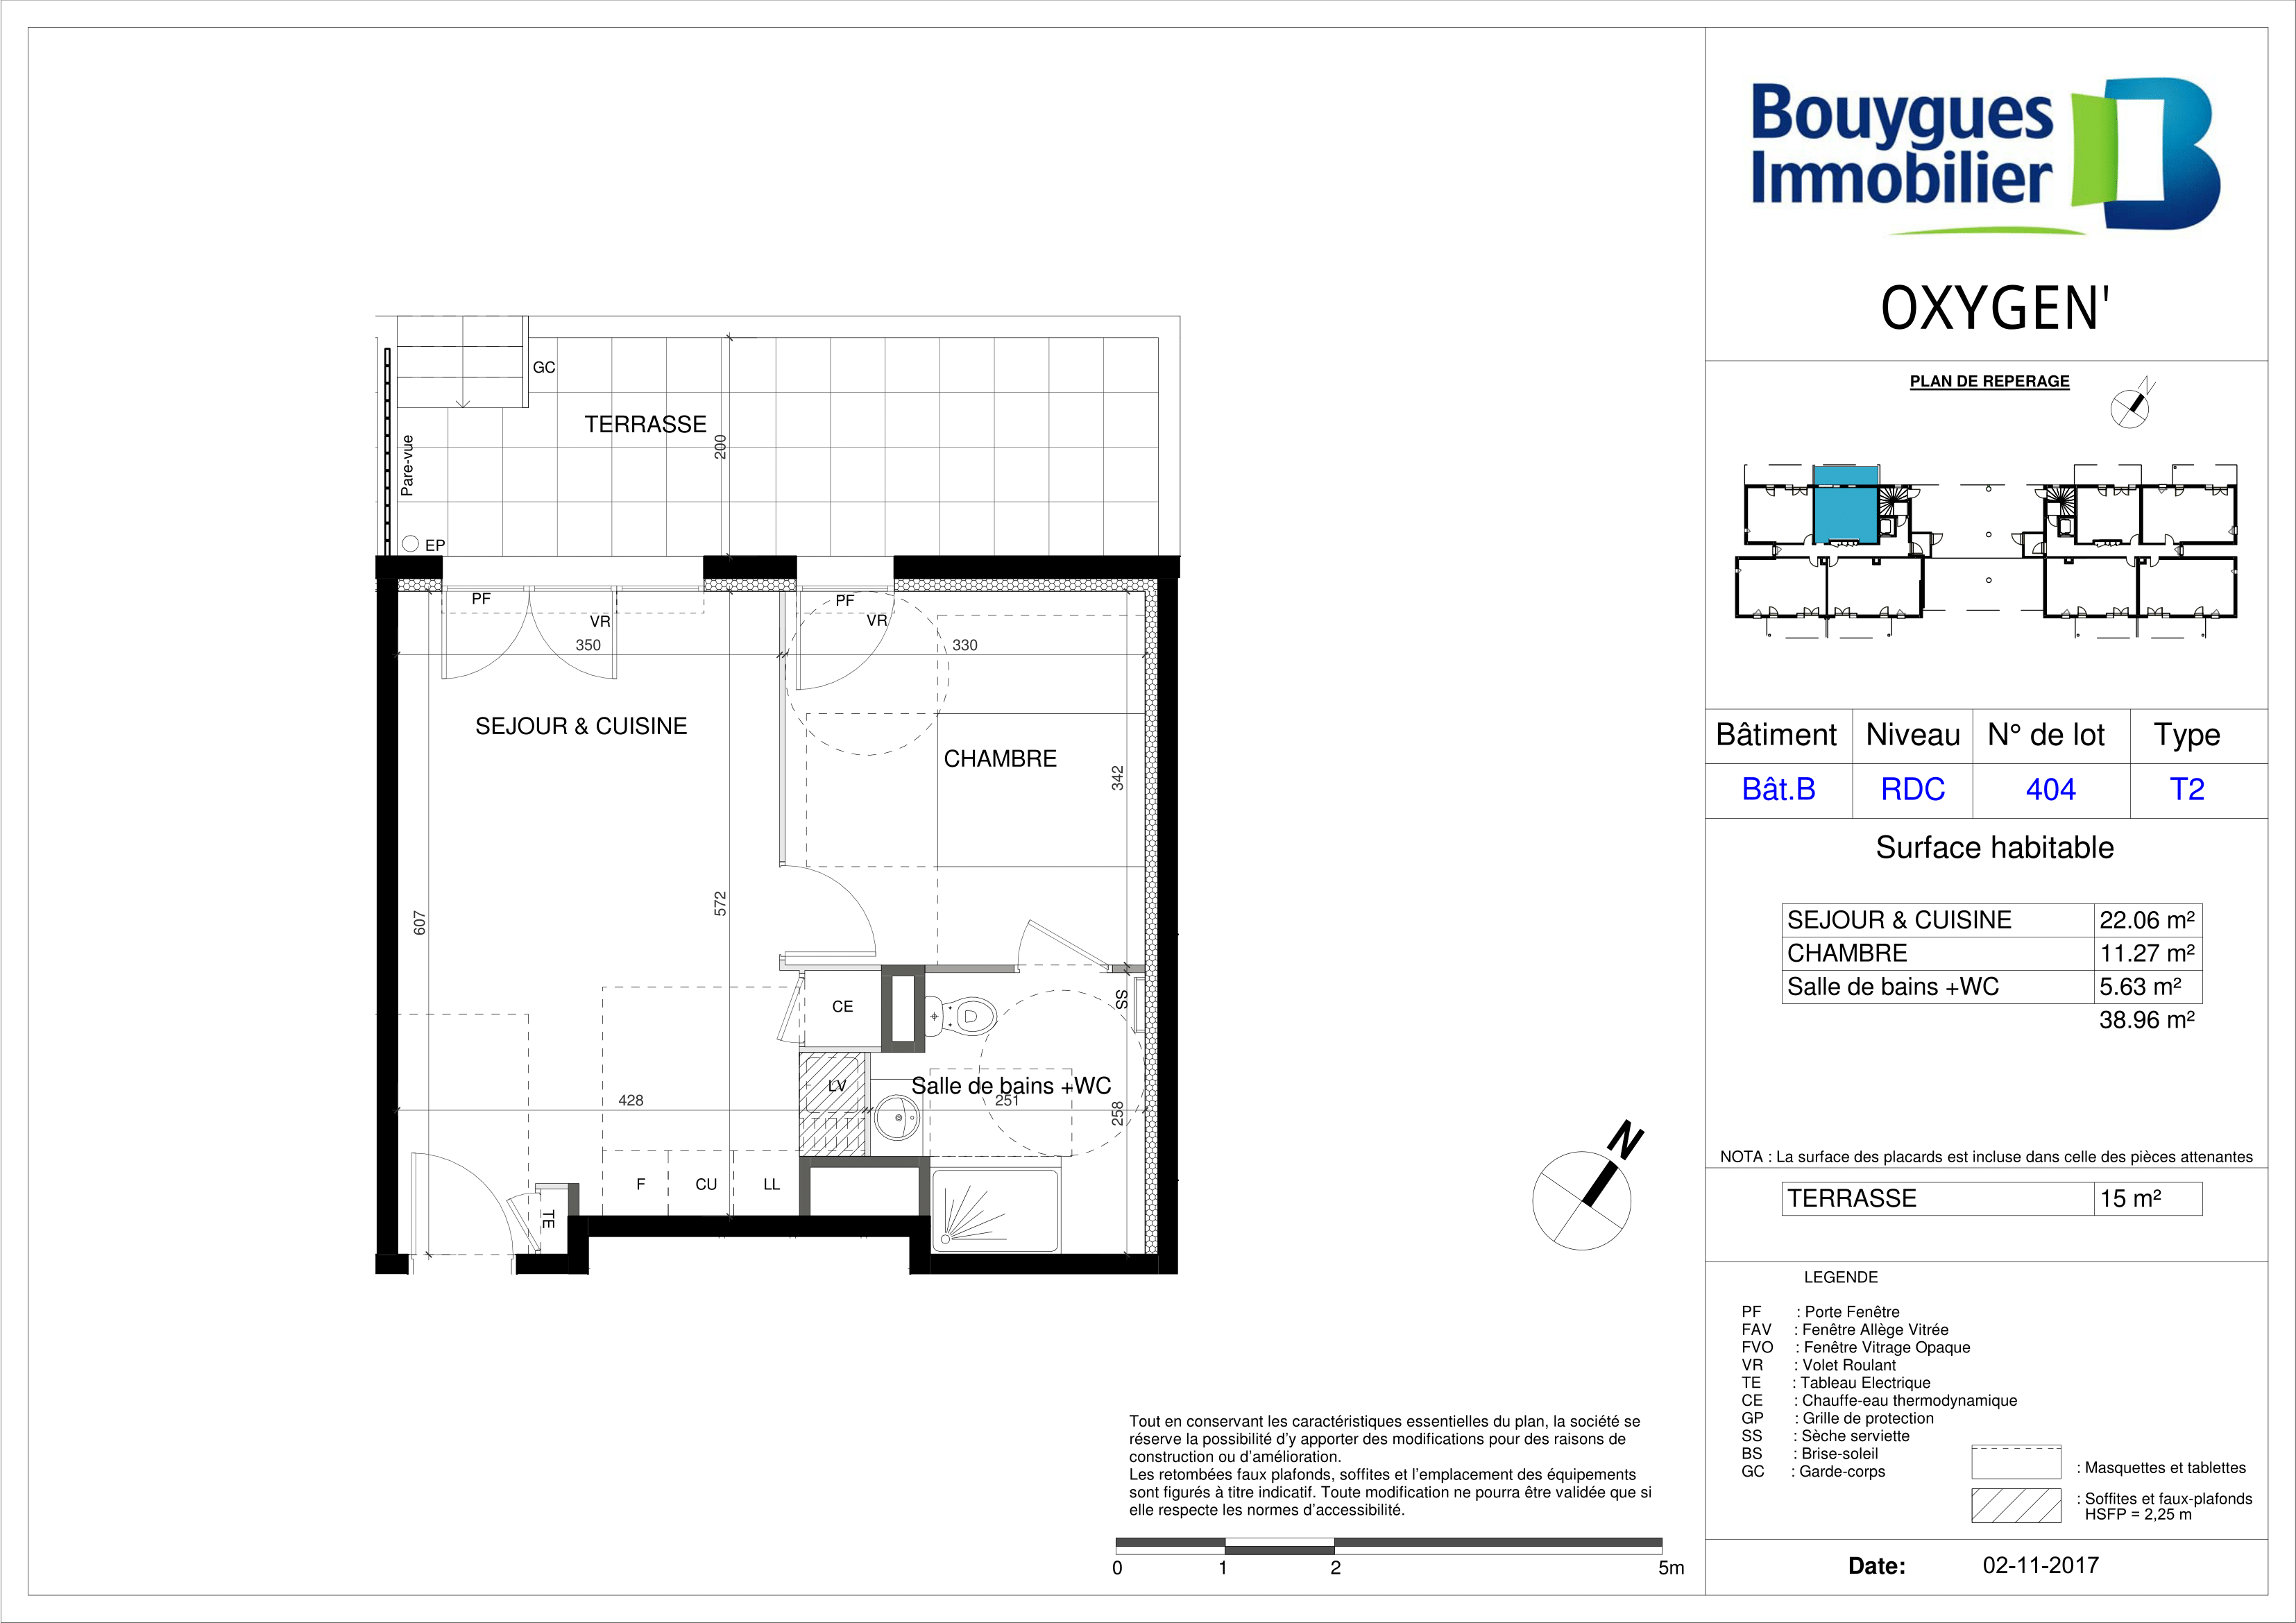 GC
TERRASSE
200
Pare-vue
EP
PF
VR
350
PF
VR
330
SEJOUR & CUISINE
CHAMBRE
342
607
572
CE
SS
LV
Salle de bains +WC
428
251
258
F
CU
LL
TE
N
Tout en conservant les caractéristiques essentielles du plan, la société se
réserve la possibilité d'y apporter des modifications pour des raisons de
construction ou d'amélioration.
Les retombées faux plafonds, soffites et l'emplacement des équipements
sont figurés à titre indicatif. Toute modification ne pourra être validée que si
elle respecte les normes d'accessibilité.
0 1 2 5m
Bouygues
Immobilier
OXYGEN'
PLAN DE REPERAGE
N
Bâtiment Niveau N° de lot Type
Bât.B RDC 404 T2
Surface habitable
SEJOUR & CUISINE 22.06 m²
CHAMBRE 11.27 m²
Salle de bains +WC 5.63 m²
38.96 m²
NOTA : La surface des placards est incluse dans celle des pièces attenantes
TERRASSE 15 m²
LEGENDE
PF : Porte Fenêtre
FAV : Fenêtre Allège Vitrée
FVO : Fenêtre Vitrage Opaque
VR : Volet Roulant
TE : Tableau Electrique
CE : Chauffe-eau thermodynamique
GP : Grille de protection
SS : Sèche serviette
BS : Brise-soleil
GC : Garde-corps
: Masquettes et tablettes
: Soffites et faux-plafonds
HSFP = 2,25 m
Date: 02-11-2017